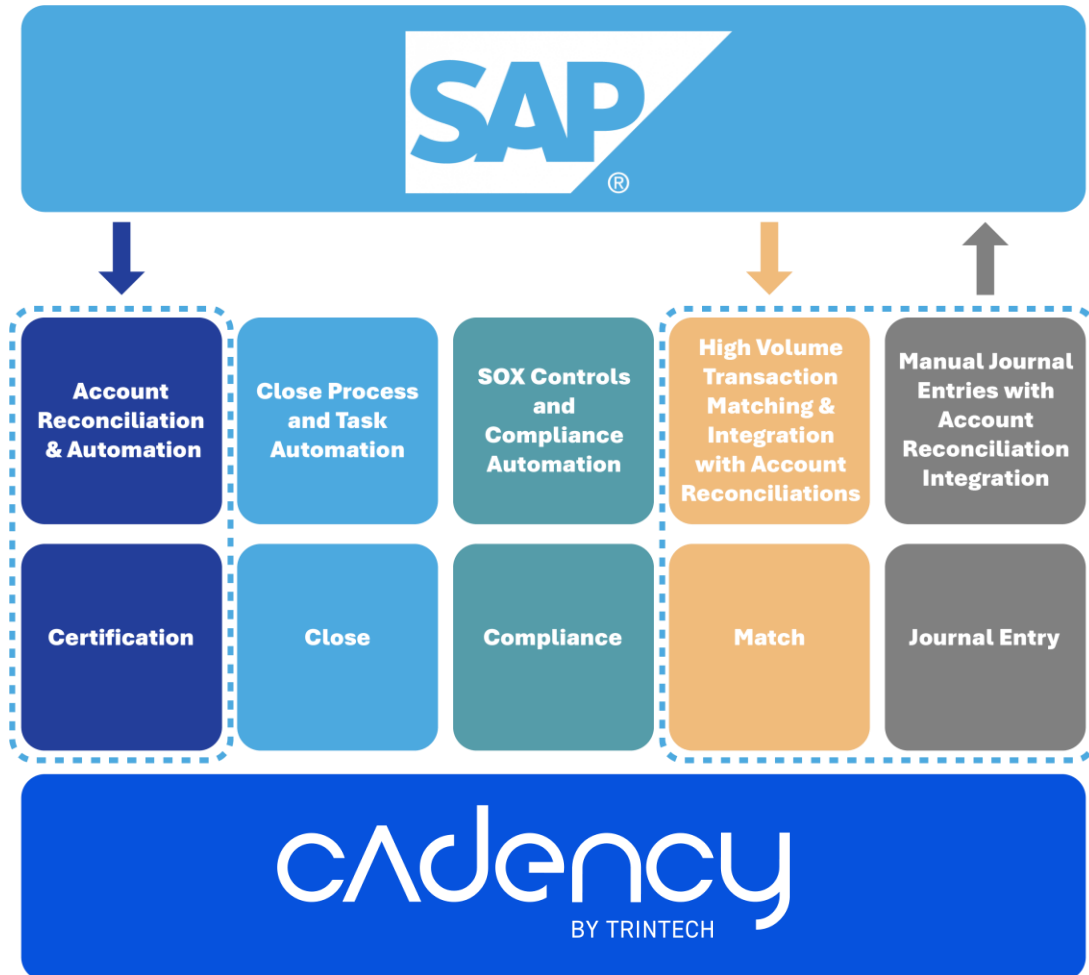 SAP
®
Account
Reconciliation
& Automation
Close Process
and Task
Automation
SOX Controls
and
Compliance
Automation
High Volume
Transaction
Matching &
Integration
with Account
Reconciliations
Manual Journal
Entries with
Account
Reconciliation
Integration
Certification
Close
Compliance
Match
Journal Entry
cadency
BY TRINTECH